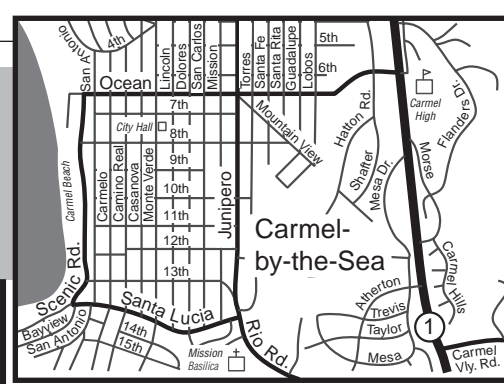 San Antonio
4th
Lincoln
Dolores
San Carlos
Mission
Torres
Santa Fe
Santa Rita
Guadalupe
Lobos
5th
6th
Ocean
7th
City Hall
8th
9th
10th
11th
12th
13th
Carmel Beach
Carmelo
Camino Real
Casanova
Monte Verde
Junipero
Mountain View
Hatton Rd.
Shafter
Mesa Dr.
Carmel
High
Flanders Dr.
Morse
Carmel-
by-the-Sea
Carmel Hills
Atherton
Trevis
Taylor
Mesa
1
Carmel
Vly. Rd.
Scenic Rd.
Santa Lucia
Bayview
San Antonio
14th
15th
Mission
Basilica
Rio Rd.